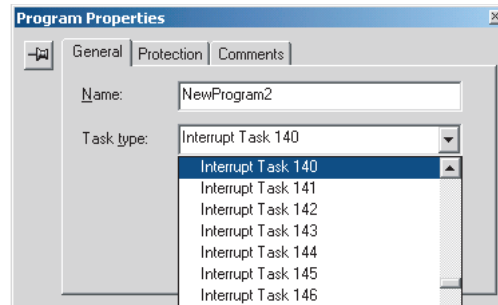 Program Properties
General Protection Comments
Name: NewProgram2
Task type: Interrupt Task 140
Interrupt Task 140
Interrupt Task 141
Interrupt Task 142
Interrupt Task 143
Interrupt Task 144
Interrupt Task 145
Interrupt Task 146